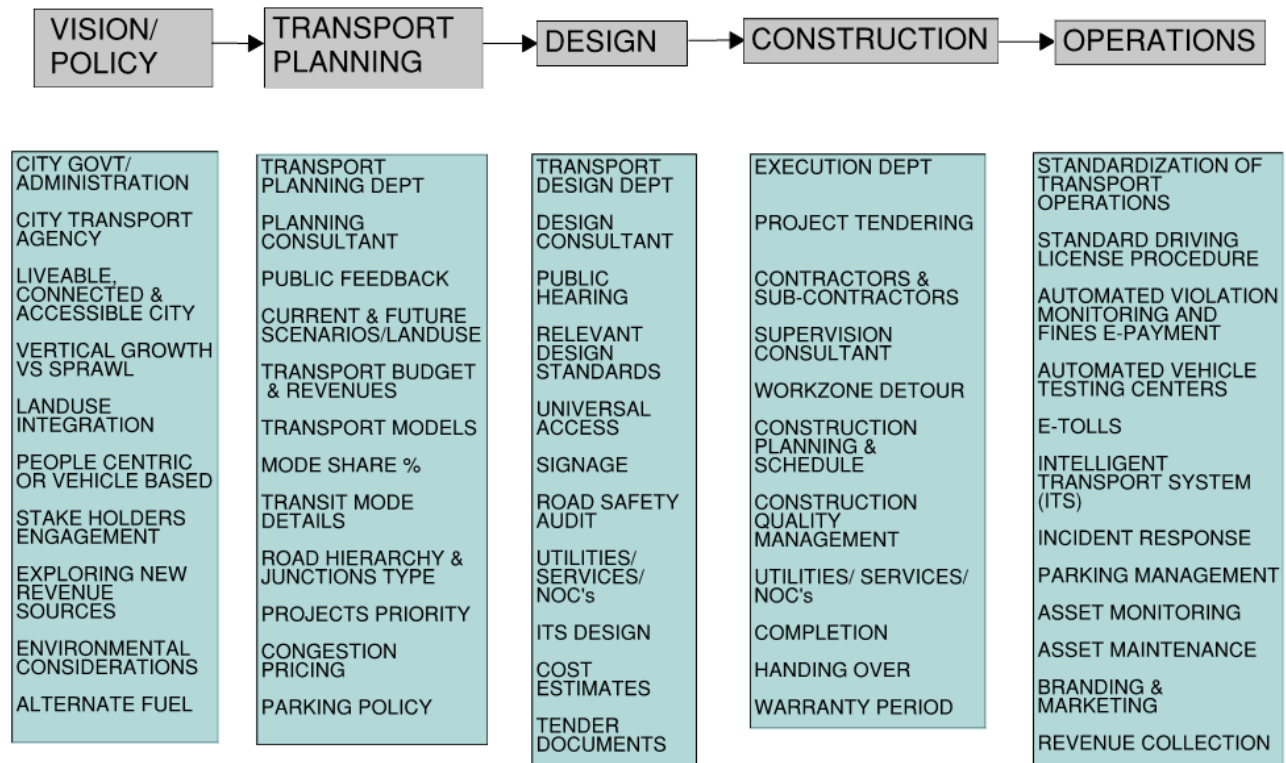 VISION/
POLICY
TRANSPORT
PLANNING
DESIGN
CONSTRUCTION
OPERATIONS
CITY GOVT/
ADMINISTRATION
CITY TRANSPORT
AGENCY
LIVEABLE,
CONNECTED &
ACCESSIBLE CITY
VERTICAL GROWTH
VS SPRAWL
LANDUSE
INTEGRATION
PEOPLE CENTRIC
OR VEHICLE BASED
STAKE HOLDERS
ENGAGEMENT
EXPLORING NEW
REVENUE
SOURCES
ENVIRONMENTAL
CONSIDERATIONS
ALTERNATE FUEL
TRANSPORT
PLANNING DEPT
PLANNING
CONSULTANT
PUBLIC FEEDBACK
CURRENT & FUTURE
SCENARIOS/LANDUSE
TRANSPORT BUDGET
& REVENUES
TRANSPORT MODELS
MODE SHARE %
TRANSIT MODE
DETAILS
ROAD HIERARCHY &
JUNCTIONS TYPE
PROJECTS PRIORITY
CONGESTION
PRICING
PARKING POLICY
TRANSPORT
DESIGN DEPT
DESIGN
CONSULTANT
PUBLIC
HEARING
RELEVANT
DESIGN
STANDARDS
UNIVERSAL
ACCESS
SIGNAGE
ROAD SAFETY
AUDIT
UTILITIES/
SERVICES/
NOC's
ITS DESIGN
COST
ESTIMATES
TENDER
DOCUMENTS
EXECUTION DEPT
PROJECT TENDERING
CONTRACTORS &
SUB-CONTRACTORS
SUPERVISION
CONSULTANT
WORKZONE DETOUR
CONSTRUCTION
PLANNING &
SCHEDULE
CONSTRUCTION
QUALITY
MANAGEMENT
UTILITIES/ SERVICES/
NOC's
COMPLETION
HANDING OVER
WARRANTY PERIOD
STANDARDIZATION OF
TRANSPORT
OPERATIONS
STANDARD DRIVING
LICENSE PROCEDURE
AUTOMATED VIOLATION
MONITORING AND
FINES E-PAYMENT
AUTOMATED VEHICLE
TESTING CENTERS
E-TOLLS
INTELLIGENT
TRANSPORT SYSTEM
(ITS)
INCIDENT RESPONSE
PARKING MANAGEMENT
ASSET MONITORING
ASSET MAINTENANCE
BRANDING &
MARKETING
REVENUE COLLECTION